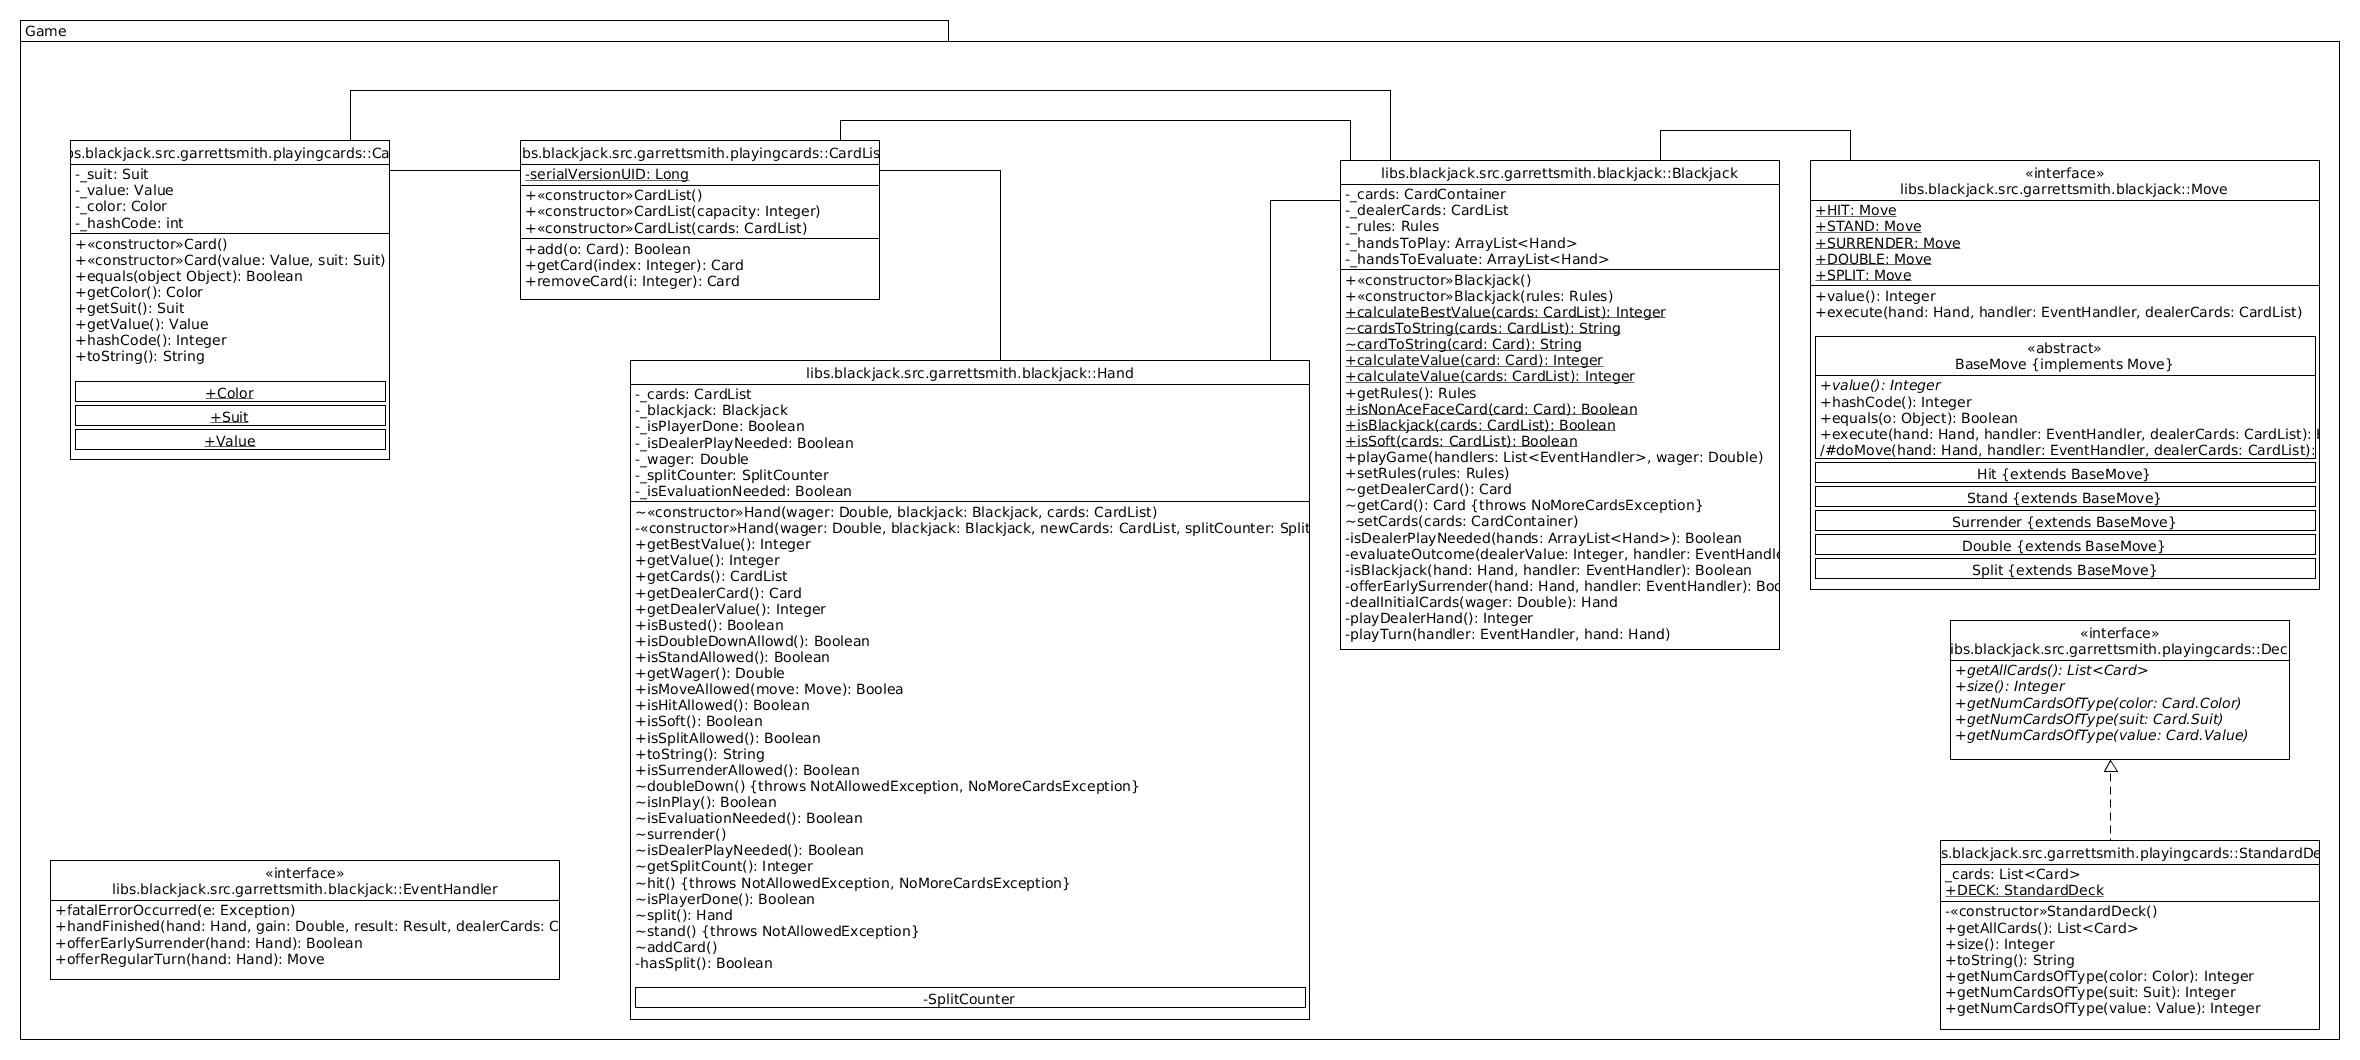 Game
bs.blackjack.src.garrettsmith.playingcards::Ca
-_suit: Suit
-_value: Value
-_color: Color
-_hashCode: int
+«constructor»Card()
+«constructor»Card(value: Value, suit: Suit)
+equals(object Object): Boolean
+getColor(): Color
+getSuit(): Suit
+getValue(): Value
+hashCode(): Integer
+toString(): String
+Color
+Suit
+Value
bs.blackjack.src.garrettsmith.playingcards::CardLis
-serialVersionUID: Long
+«constructor»CardList()
+«constructor»CardList(capacity: Integer)
+«constructor»CardList(cards: CardList)
+add(o: Card): Boolean
+getCard(index: Integer): Card
+removeCard(i: Integer): Card
libs.blackjack.src.garrettsmith.blackjack::Hand
-_cards: CardList
-_blackjack: Blackjack
-_isPlayerDone: Boolean
-_isDealerPlayNeeded: Boolean
-_wager: Double
-_splitCounter: SplitCounter
-_isEvaluationNeeded: Boolean
~«constructor»Hand(wager: Double, blackjack: Blackjack, cards: CardList)
-«constructor»Hand(wager: Double, blackjack: Blackjack, newCards: CardList, splitCounter: Split
+getBestValue(): Integer
+getValue(): Integer
+getCards(): CardList
+getDealerCard(): Card
+getDealerValue(): Integer
+isBusted(): Boolean
+isDoubleDownAllowd(): Boolean
+isStandAllowed(): Boolean
+getWager(): Double
+isMoveAllowed(move: Move): Boolea
+isHitAllowed(): Boolean
+isSoft(): Boolean
+isSplitAllowed(): Boolean
+toString(): String
+isSurrenderAllowed(): Boolean
~doubleDown() {throws NotAllowedException, NoMoreCardsException}
~isInPlay(): Boolean
~isEvaluationNeeded(): Boolean
~surrender()
~isDealerPlayNeeded(): Boolean
~getSplitCount(): Integer
~hit() {throws NotAllowedException, NoMoreCardsException}
~isPlayerDone(): Boolean
~split(): Hand
~stand() {throws NotAllowedException}
~addCard()
-hasSplit(): Boolean
-SplitCounter
libs.blackjack.src.garrettsmith.blackjack::Blackjack
-_cards: CardContainer
-_dealerCards: CardList
-_rules: Rules
-_handsToPlay: ArrayList<Hand>
-_handsToEvaluate: ArrayList<Hand>
+«constructor»Blackjack()
+«constructor»Blackjack(rules: Rules)
+calculateBestValue(cards: CardList): Integer
~cardsToString(cards: CardList): String
~cardToString(card: Card): String
+calculateValue(card: Card): Integer
+calculateValue(cards: CardList): Integer
+getRules(): Rules
+isNonAceFaceCard(card: Card): Boolean
+isBlackjack(cards: CardList): Boolean
+isSoft(cards: CardList): Boolean
+playGame(handlers: List<EventHandler>, wager: Double)
+setRules(rules: Rules)
~getDealerCard(): Card
~getCard(): Card {throws NoMoreCardsException}
~setCards(cards: CardContainer)
-isDealerPlayNeeded(hands: ArrayList<Hand>): Boolean
-evaluateOutcome(dealerValue: Integer, handler: EventHandle
-isBlackjack(hand: Hand, handler: EventHandler): Boolean
-offerEarlySurrender(hand: Hand, handler: EventHandler): Boo
-dealInitialCards(wager: Double): Hand
-playDealerHand(): Integer
-playTurn(handler: EventHandler, hand: Hand)
«interface»
libs.blackjack.src.garrettsmith.blackjack::Move
+HIT: Move
+STAND: Move
+SURRENDER: Move
+DOUBLE: Move
+SPLIT: Move
+value(): Integer
+execute(hand: Hand, handler: EventHandler, dealerCards: CardList)
«abstract»
BaseMove {implements Move}
+value(): Integer
+hashCode(): Integer
+equals(o: Object): Boolean
+execute(hand: Hand, handler: EventHandler, dealerCards: CardList):
/#doMove(hand: Hand, handler: EventHandler, dealerCards: CardList):
Hit {extends BaseMove}
Stand {extends BaseMove}
Surrender {extends BaseMove}
Double {extends BaseMove}
Split {extends BaseMove}
«interface»
ibs.blackjack.src.garrettsmith.playingcards::Dec
+getAllCards(): List<Card>
+size(): Integer
+getNumCardsOfType(color: Card.Color)
+getNumCardsOfType(suit: Card.Suit)
+getNumCardsOfType(value: Card.Value)
s.blackjack.src.garrettsmith.playingcards::StandardDe
_cards: List<Card>
+DECK: StandardDeck
-«constructor»StandardDeck()
+getAllCards(): List<Card>
+size(): Integer
+toString(): String
+getNumCardsOfType(color: Color): Integer
+getNumCardsOfType(suit: Suit): Integer
+getNumCardsOfType(value: Value): Integer
«interface»
libs.blackjack.src.garrettsmith.blackjack::EventHandler
+fatalErrorOccurred(e: Exception)
+handFinished(hand: Hand, gain: Double, result: Result, dealerCards: C
+offerEarlySurrender(hand: Hand): Boolean
+offerRegularTurn(hand: Hand): Move